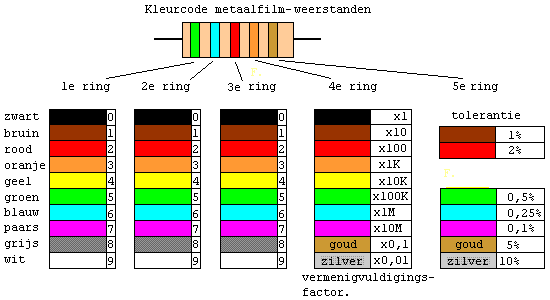 Kleurcode metaalfilm-weerstanden
1e ring 2e ring 3e ring 4e ring 5e ring
tolerantie
zwart 0 0 0 x1
bruin 1 1 1 x10 1%
rood 2 2 2 x100 2%
oranje 3 3 3 x1K
geel 4 4 4 x10K
groen 5 5 5 x100K 0,5%
blauw 6 6 6 x1M 0,25%
paars 7 7 7 x10M 0,1%
grijs 8 8 8 goud x0,1 goud 5%
wit 9 9 9 zilver x0,01 zilver 10%
vermenigvuldigings-
factor.